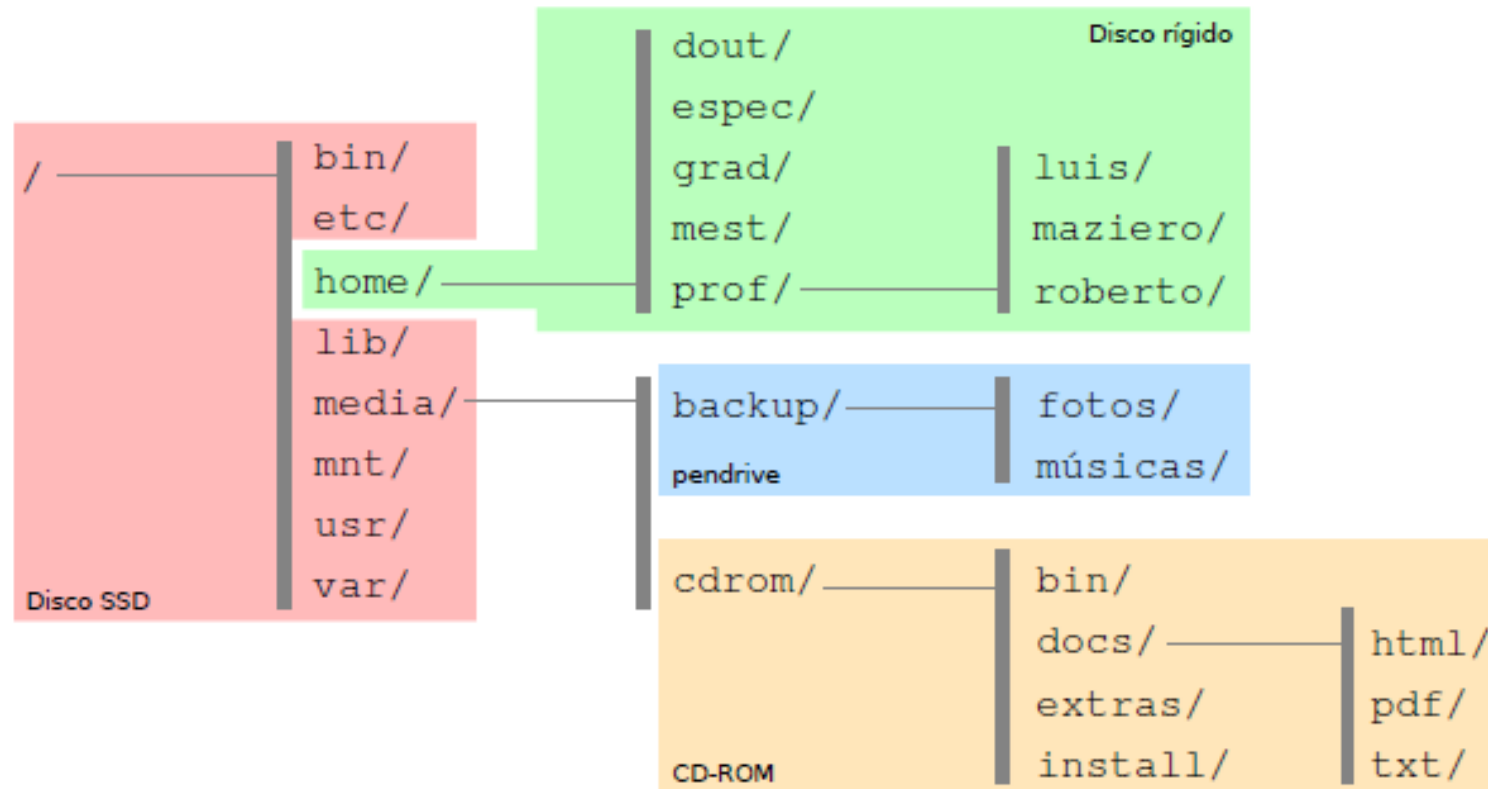 Disco rígido
dout/
espec/
grad/
mest/
prof/
luis/
maziero/
roberto/
/
bin/
etc/
home/
lib/
media/
mnt/
usr/
var/
Disco SSD
backup/
pendrive
fotos/
músicas/
cdrom/
CD-ROM
bin/
docs/
extras/
install/
html/
pdf/
txt/